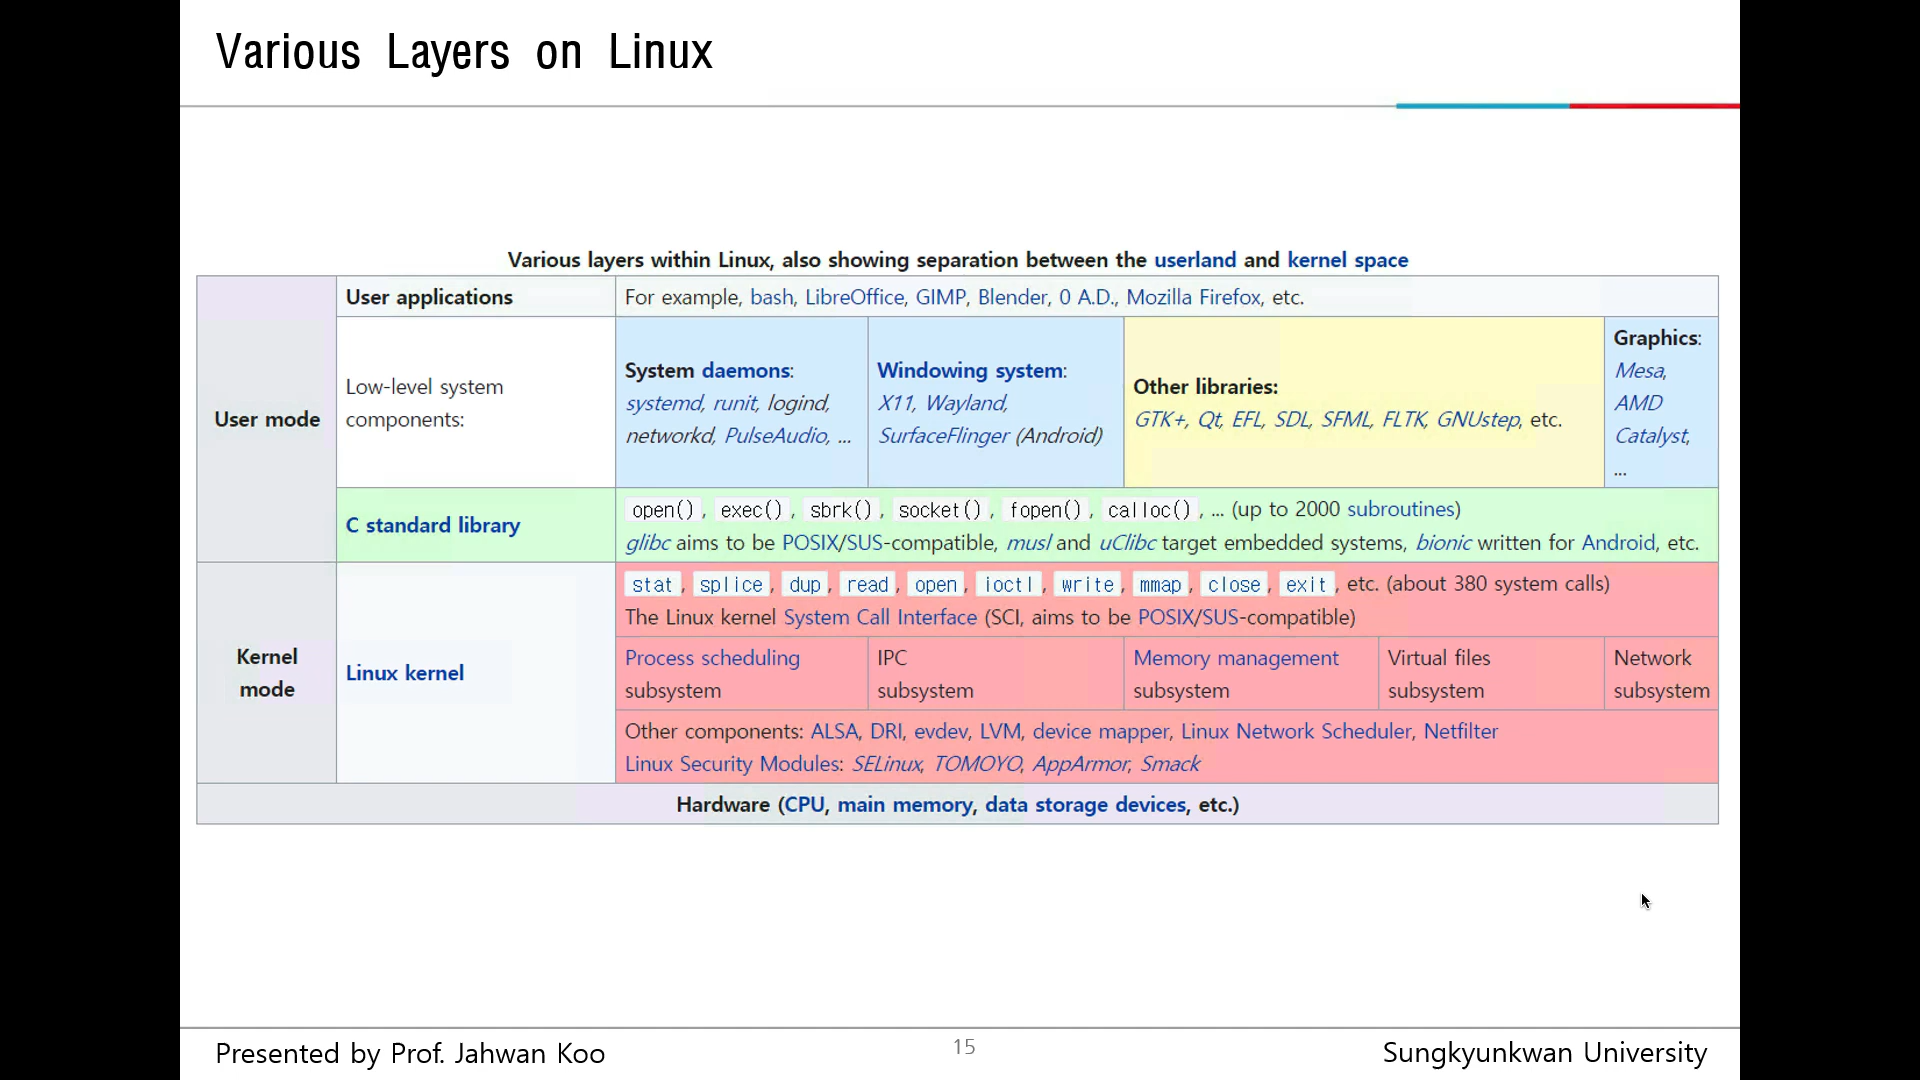 Various Layers on Linux
Various layers within Linux, also showing separation between the userland and kernel space
User mode
User applications
For example, bash, LibreOffice, GIMP, Blender, 0 A.D., Mozilla Firefox, etc.
Low-level system
components:
System daemons:
systemd, runit, logind,
networkd, PulseAudio, ...
Windowing system:
X11, Wayland,
SurfaceFlinger (Android)
Other libraries:
GTK+, Qt, EFL, SDL, SFML, FLTK, GNUstep, etc.
Graphics:
Mesa,
AMD
Catalyst,
...
C standard library
open(), exec(), sbrk(), socket(), fopen(), calloc(), ... (up to 2000 subroutines)
glibc aims to be POSIX/SUS-compatible, musl and uClibc target embedded systems, bionic written for Android, etc.
Kernel
mode
Linux kernel
stat, splice, dup, read, open, ioctl, write, mmap, close, exit, etc. (about 380 system calls)
The Linux kernel System Call Interface (SCI, aims to be POSIX/SUS-compatible)
Process scheduling
subsystem
IPC
subsystem
Memory management
subsystem
Virtual files
subsystem
Network
subsystem
Other components: ALSA, DRI, evdev, LVM, device mapper, Linux Network Scheduler, Netfilter
Linux Security Modules: SELinux, TOMOYO, AppArmor, Smack
Hardware (CPU, main memory, data storage devices, etc.)
Presented by Prof. Jahwan Koo
15
Sungkyunkwan University